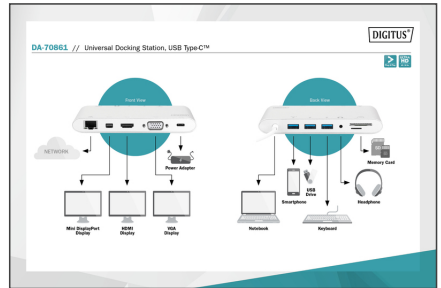 DIGITUS®
DA-70861 // Universal Docking Station, USB Type-C™
Front View
Back View
NETWORK
Power Adapter
Mini DisplayPort
Display
HDMI
Display
VGA
Display
Memory Card
Smartphone
USB
Drive
Headphone
Notebook
Keyboard